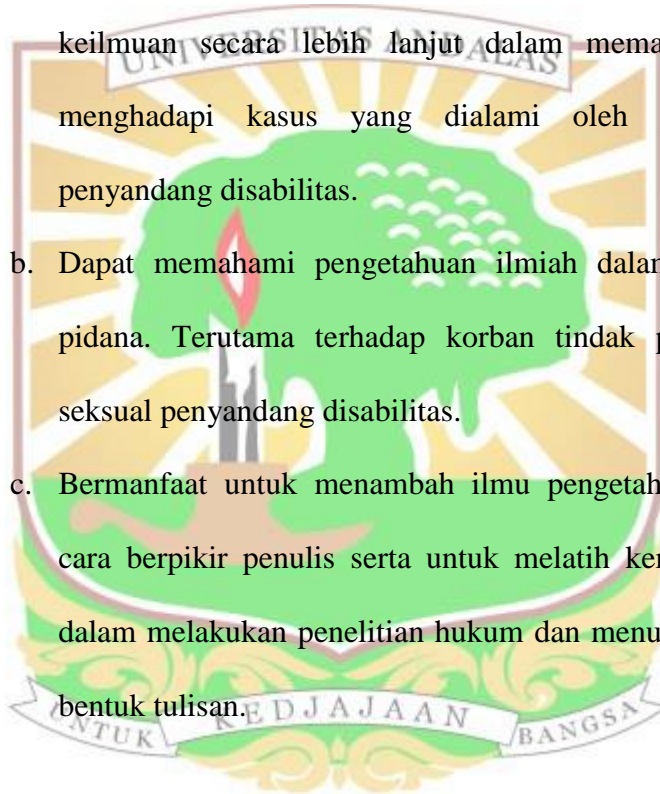 keilmuan secara lebih lanjut dalam mema
UNIVERSITAS ANDALAS
menghadapi kasus yang dialami oleh
penyandang disabilitas.
b. Dapat memahami pengetahuan ilmiah dalam
pidana. Terutama terhadap korban tindak p
seksual penyandang disabilitas.
c. Bermanfaat untuk menambah ilmu pengetah
cara berpikir penulis serta untuk melatih ke
dalam melakukan penelitian hukum dan menu
bentuk tulisan.
UNTUK KEDJAJAAN BANGSA